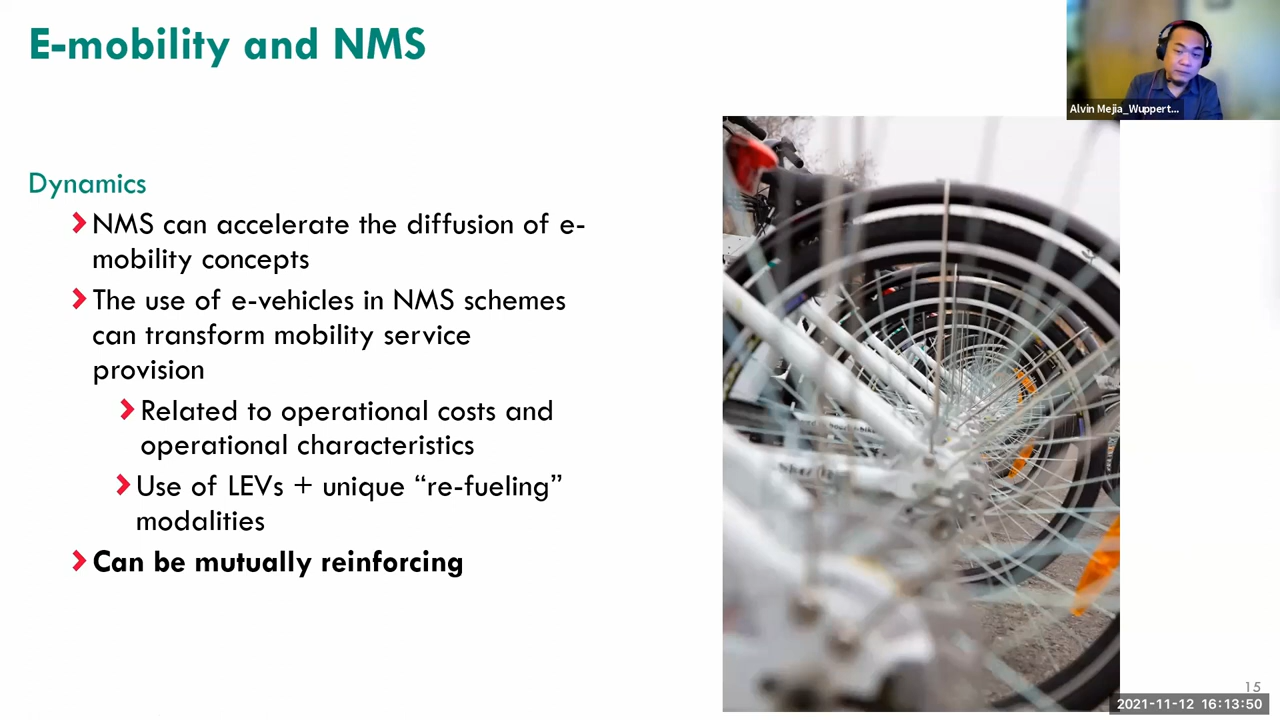 E-mobility and NMS
Alvin Mejia_Wuppert...
Dynamics
NMS can accelerate the diffusion of e-
mobility concepts
The use of e-vehicles in NMS schemes
can transform mobility service
provision
Related to operational costs and
operational characteristics
Use of LEVs + unique “re-fueling”
modalities
Can be mutually reinforcing
15
2021-11-12 16:13:50